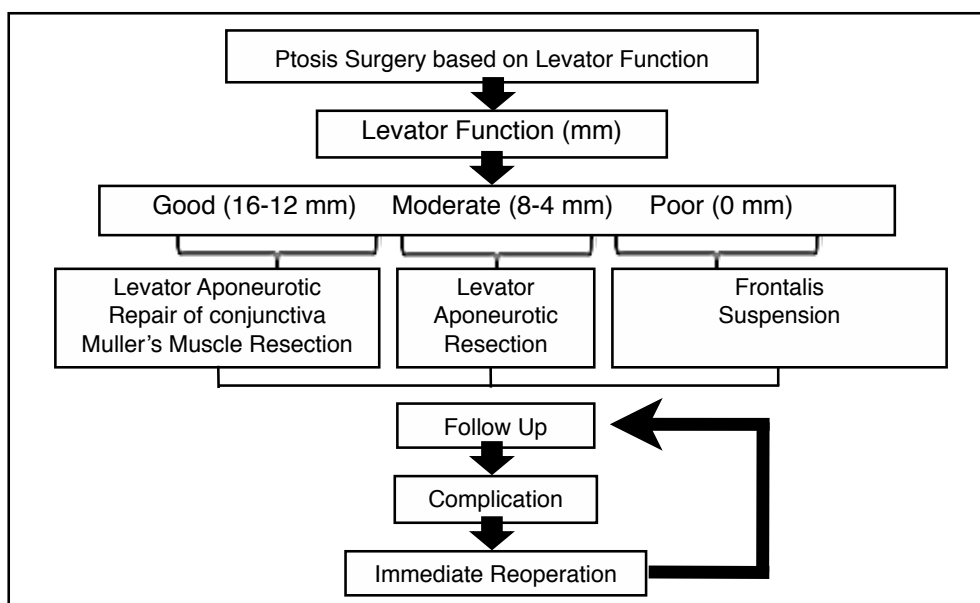 Ptosis Surgery based on Levator Function
Levator Function (mm)
Good (16-12 mm) Moderate (8-4 mm) Poor (0 mm)
Levator Aponeurotic
Repair of conjunctiva
Muller's Muscle Resection
Levator
Aponeurotic
Resection
Frontalis
Suspension
Follow Up
Complication
Immediate Reoperation